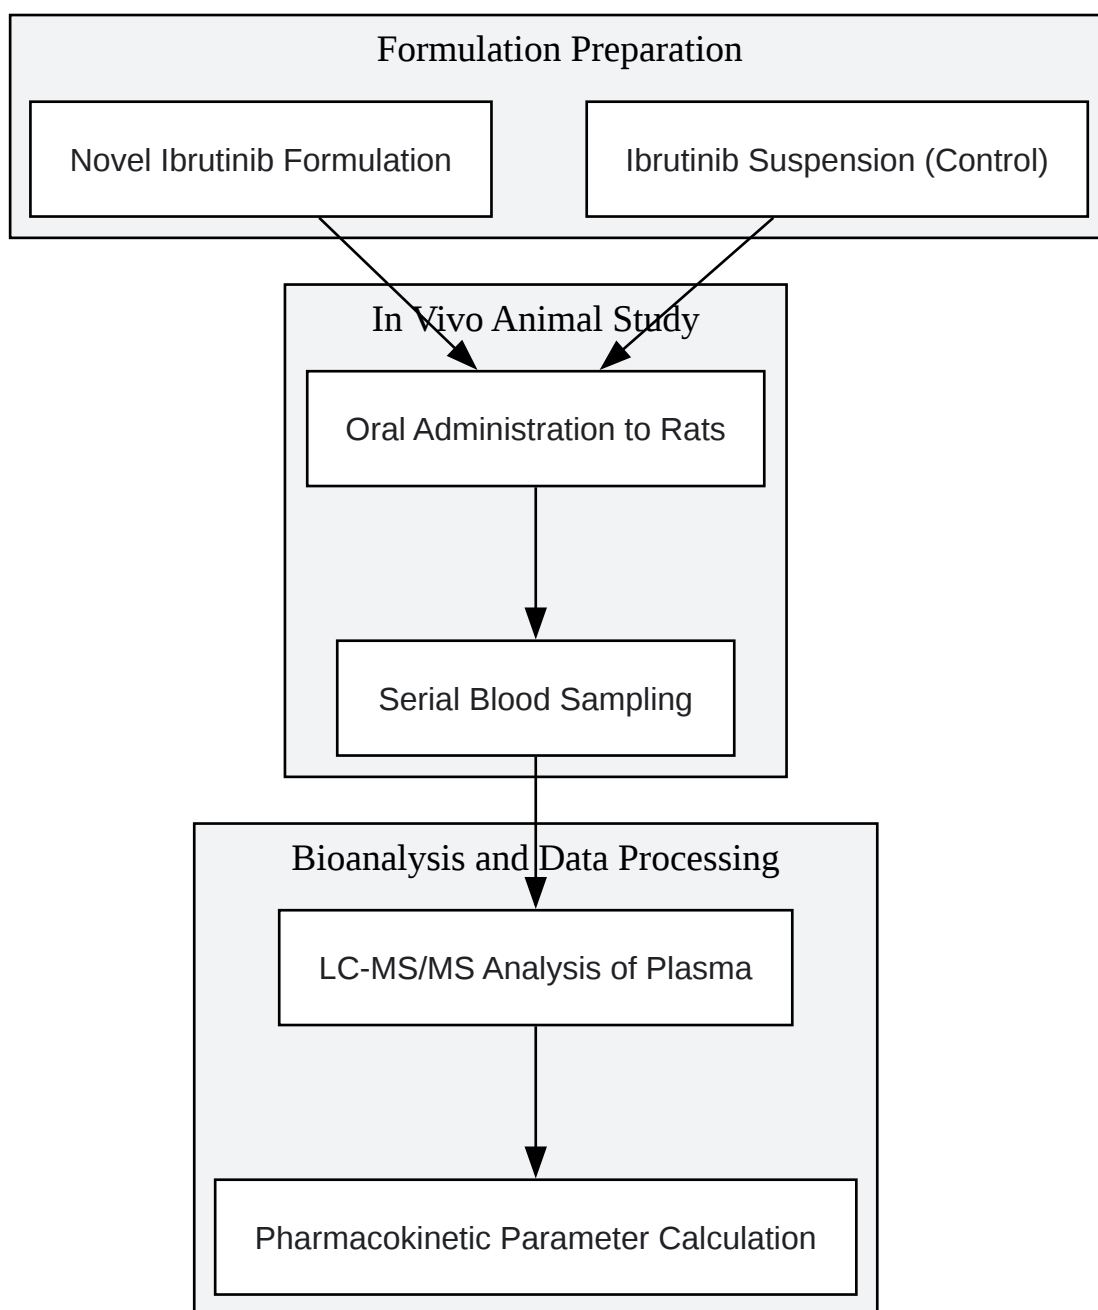 Formulation Preparation
Novel Ibrutinib Formulation
Ibrutinib Suspension (Control)
In Vivo Animal Study
Oral Administration to Rats
Serial Blood Sampling
Bioanalysis and Data Processing
LC-MS/MS Analysis of Plasma
Pharmacokinetic Parameter Calculation